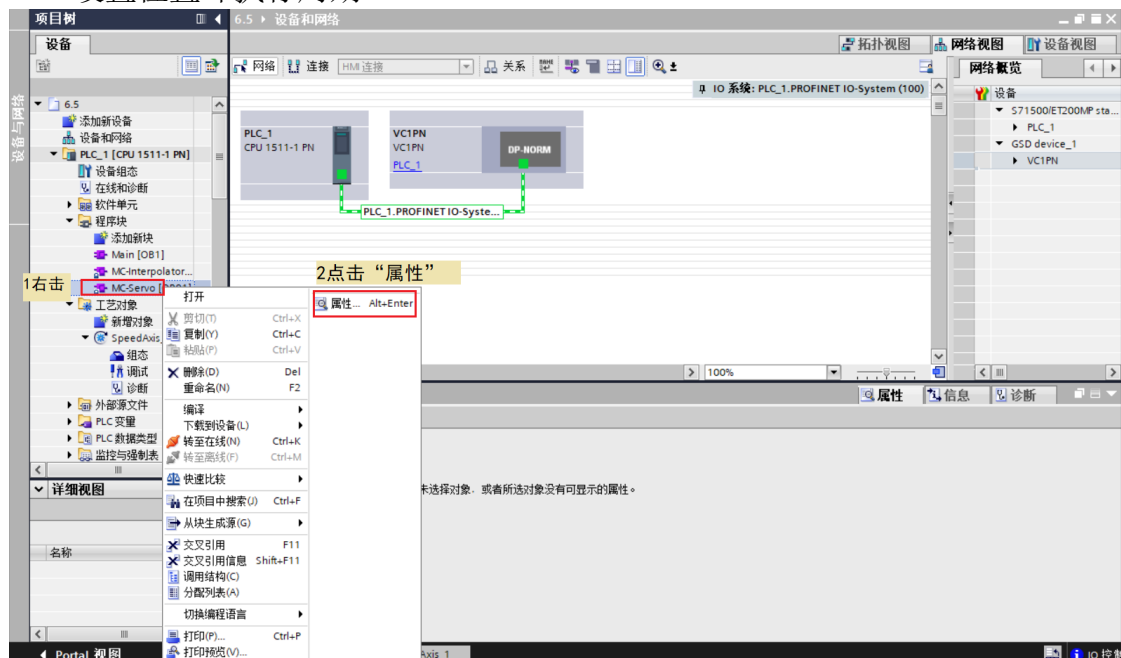 项目树
6.5 ▸ 设备和网络
设备
拓扑视图
网络视图
设备视图
网络
连接
HMI 连接
关系
网络概览
IO 系统: PLC_1.PROFINET IO-System (100)
设备
S71500/ET200MP sta...
PLC_1
GSD device_1
VC1PN
设备与网络
6.5
添加新设备
设备和网络
PLC_1 [CPU 1511-1 PN]
设备组态
在线和诊断
软件单元
程序块
添加新块
Main [OB1]
MC-Interpolator...
MC-Servo
工艺对象
新增对象
SpeedAxis_
组态
调试
诊断
外部源文件
PLC 变量
PLC 数据类型
监控与强制表
PLC_1
CPU 1511-1 PN
VC1PN
VC1PN
PLC_1
DP-NORM
PLC_1.PROFINET IO-Syste...
1右击
2点击“属性”
属性... Alt+Enter
打开
剪切(T) Ctrl+X
复制(Y) Ctrl+C
粘贴(P) Ctrl+V
删除(D) Del
重命名(N) F2
编译
下载到设备(L)
转至在线(N) Ctrl+K
转至离线(F) Ctrl+M
快速比较
在项目中搜索(J) Ctrl+F
从块生成源(G)
交叉引用 F11
交叉引用信息 Shift+F11
调用结构(C)
分配列表(A)
切换编程语言
打印(P)... Ctrl+P
打印预览(V)...
100%
属性
信息
诊断
未选择对象，或者所选对象没有可显示的属性。
详细视图
名称
Portal 视图
Axis_1
IO 控制